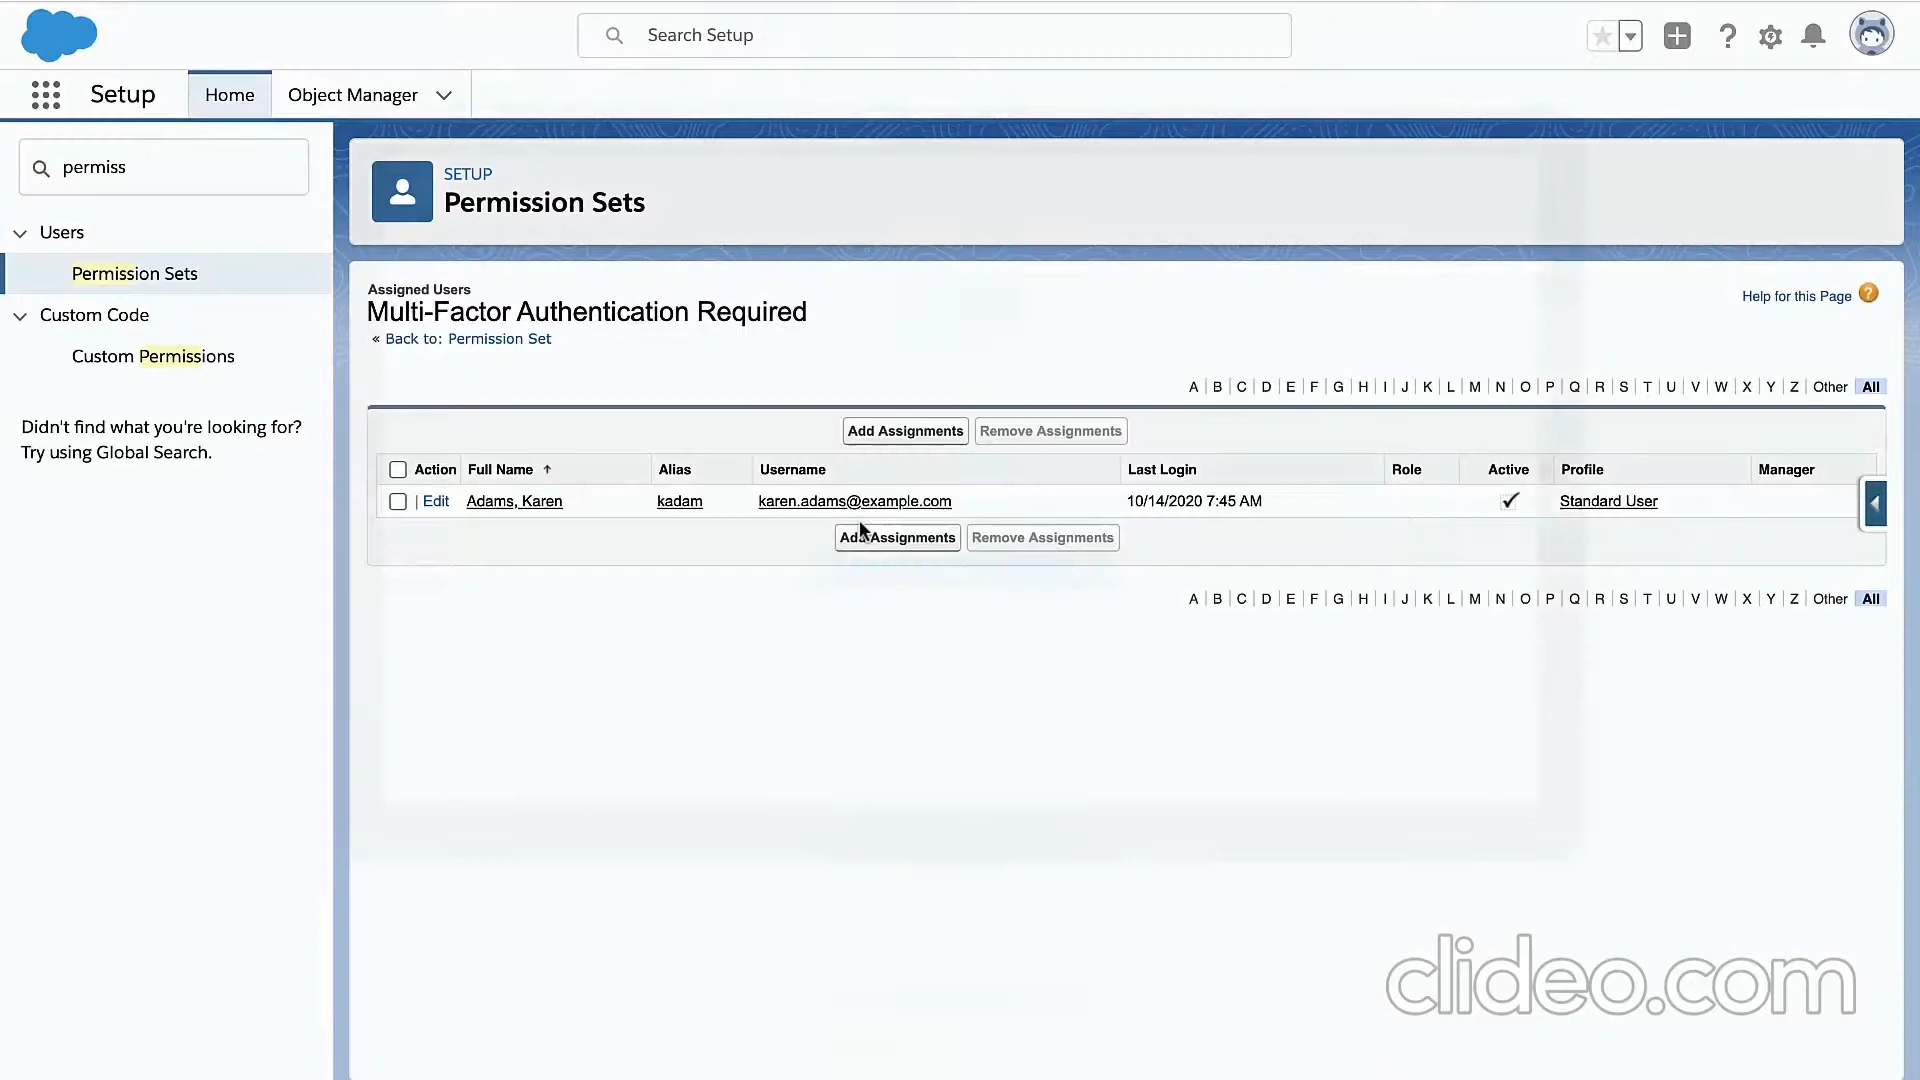 Search Setup
Setup
Home
Object Manager
permiss
Users
Permission Sets
Custom Code
Custom Permissions
Didn't find what you're looking for?
Try using Global Search.
SETUP
Permission Sets
Assigned Users
Multi-Factor Authentication Required
« Back to: Permission Set
Help for this Page ?
A | B | C | D | E | F | G | H | I | J | K | L | M | N | O | P | Q | R | S | T | U | V | W | X | Y | Z | Other | All
Add Assignments Remove Assignments
Action Full Name ↑ Alias Username Last Login Role Active Profile Manager
| Edit Adams, Karen kadam karen.adams@example.com 10/14/2020 7:45 AM ✓ Standard User
Add Assignments Remove Assignments
A | B | C | D | E | F | G | H | I | J | K | L | M | N | O | P | Q | R | S | T | U | V | W | X | Y | Z | Other | All
clideo.com